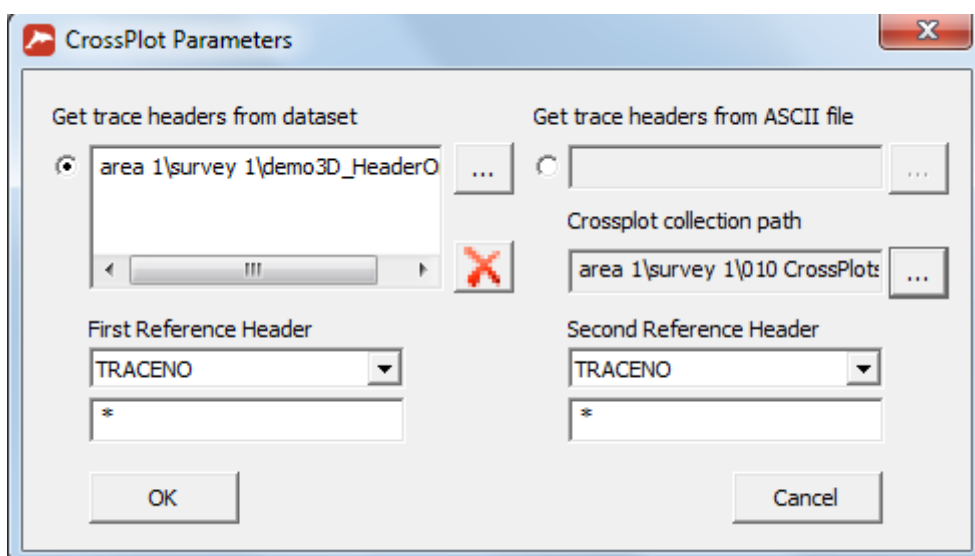 CrossPlot Parameters
Get trace headers from dataset
Get trace headers from ASCII file
area 1\survey 1\demo3D_HeaderO
...
...
Crossplot collection path
area 1\survey 1\010 CrossPlots
...
First Reference Header
Second Reference Header
TRACENO
TRACENO
*
*
OK
Cancel